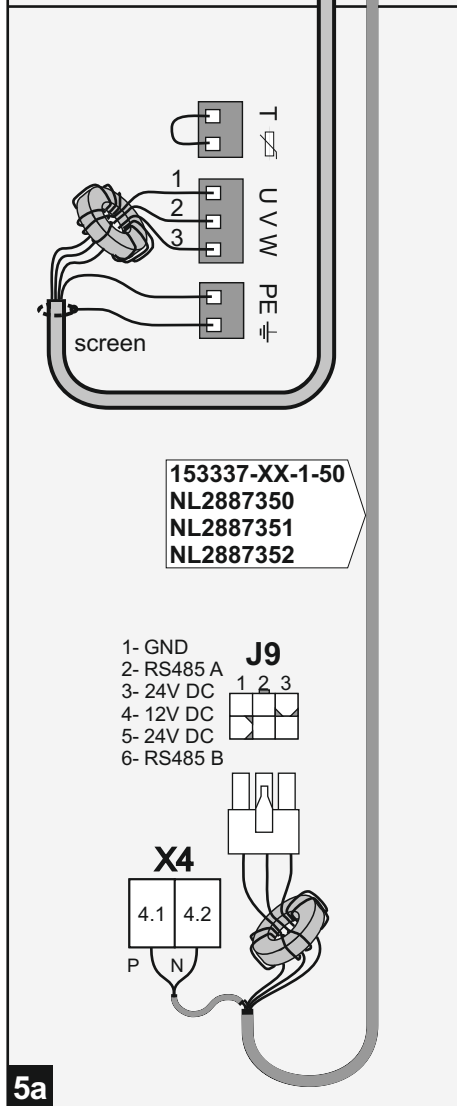 T
1
2
3
U V W
PE
screen
153337-XX-1-50
NL2887350
NL2887351
NL2887352
1- GND
2- RS485 A
3- 24V DC
4- 12V DC
5- 24V DC
6- RS485 B
J9
1 2 3
X4
4.1 4.2
P N
5a